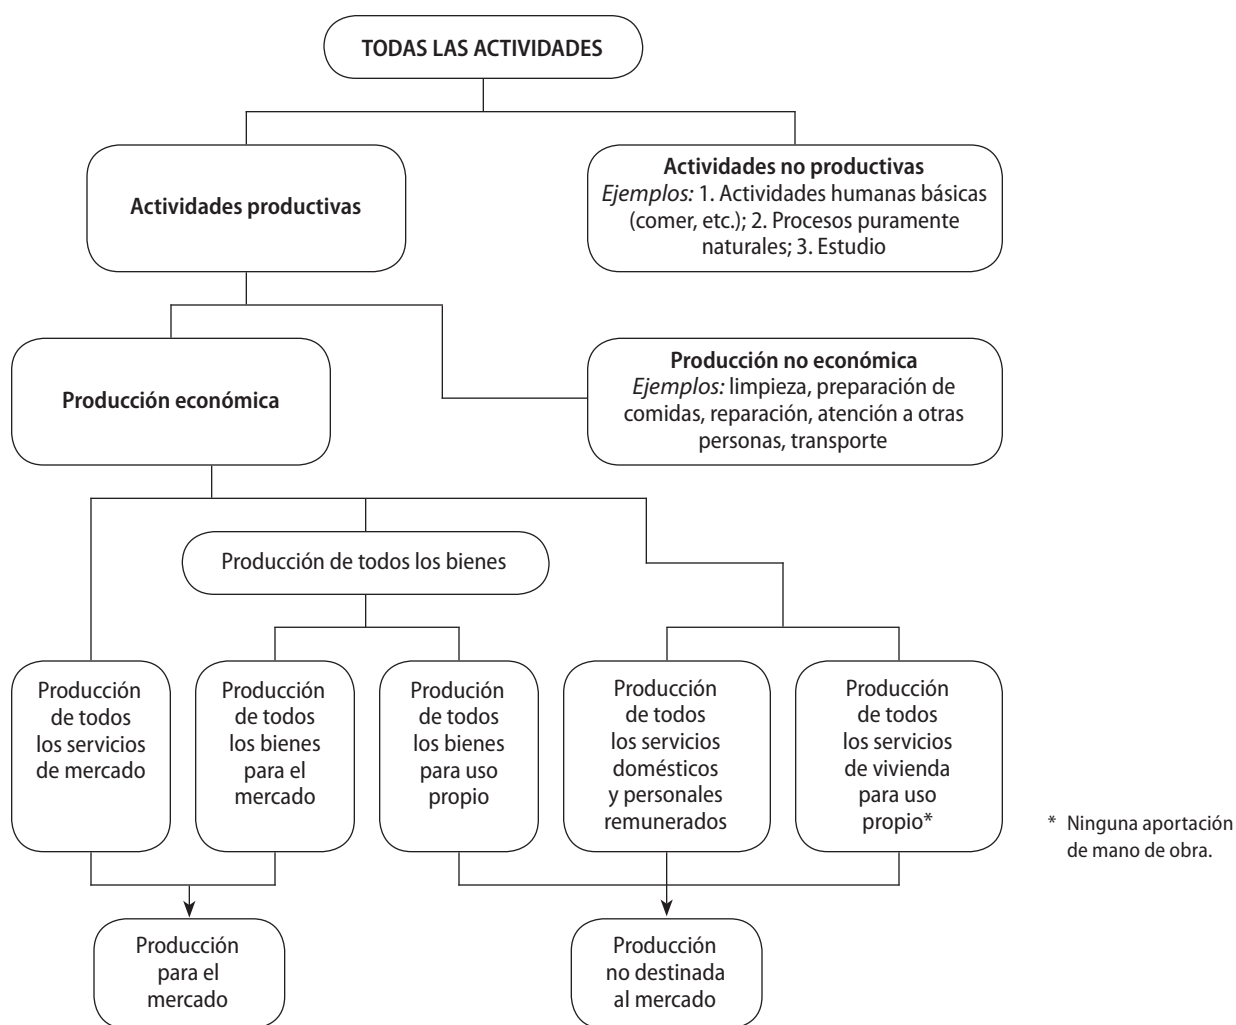 TODAS LAS ACTIVIDADES
Actividades productivas
Actividades no productivas
Ejemplos: 1. Actividades humanas básicas
(comer, etc.); 2. Procesos puramente
naturales; 3. Estudio
Producción económica
Producción no económica
Ejemplos: limpieza, preparación de
comidas, reparación, atención a otras
personas, transporte
Producción de todos los bienes
Producción
de todos
los servicios
de mercado
Producción
de todos
los bienes
para el
mercado
Produción
de todos
los bienes
para uso
propio
Producción
de todos
los servicios
domésticos
y personales
remunerados
Producción
de todos
los servicios
de vivienda
para uso
propio*
* Ninguna aportación
de mano de obra.
Producción
para el
mercado
Producción
no destinada
al mercado